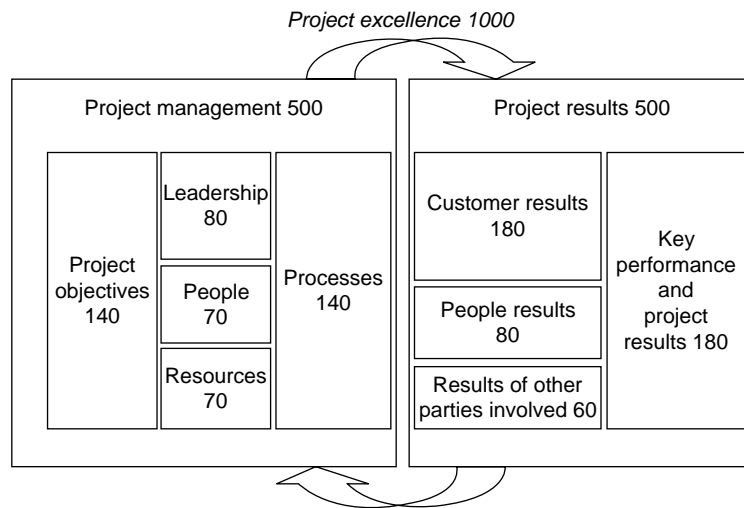 Project excellence 1000
Project management 500
Project objectives 140
Leadership
80
People
70
Resources
70
Processes
140
Project results 500
Customer results
180
People results
80
Results of other
parties involved 60
Key
performance
and
project
results 180